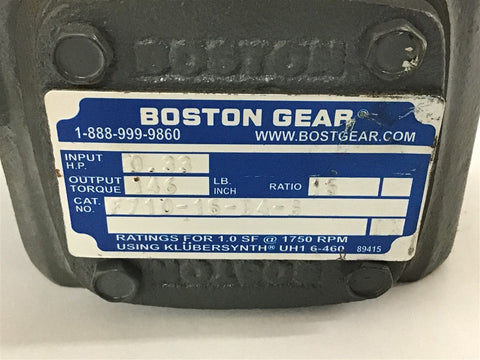 BOSTON
BOSTON GEAR®
1-888-999-9860 WWW.BOSTGEAR.COM
INPUT H.P. 0.33
OUTPUT TORQUE 146 LB. INCH RATIO 15
CAT. NO.
RATINGS FOR 1.0 SF @ 1750 RPM
USING KLÜBERSYNTH® UH1 6-460 89415